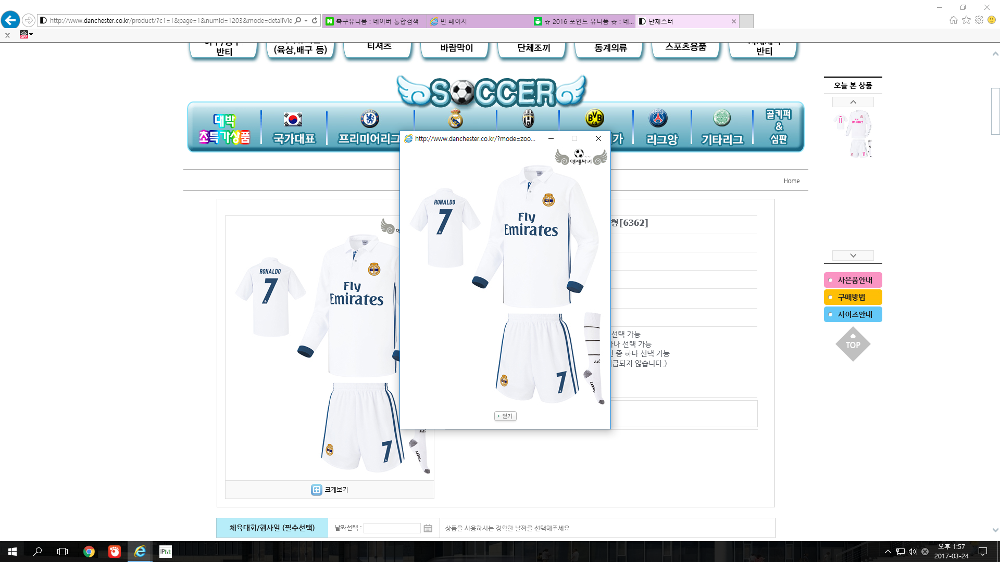 http://www.danchester.co.kr/product/?c1=1&page=1&numid=1203&mode=detailVie
축구유니폼 : 네이버 통합검색
빈 페이지
☆ 2016 포인트 유니폼 ☆ : 네...
단체스터
x
OFF
반티
(육상,배구 등)
티셔츠
바람막이
단체조끼
동계의류
스포츠용품
반티
SOCCER
대박
초특가상품
국가대표
프리미어리그
가
리그앙
기타리그
골키퍼
&
심판
오늘 본 상품
Home
http://www.danchester.co.kr/?mode=zoo...
엔젤싸커
RONALDO
7
Fly
Emirates
7
닫기
형[6362]
선택 가능
하나 선택 가능
중 하나 선택 가능
되지 않습니다.)
RONALDO
7
Fly
Emirates
7
크게보기
사은품안내
구매방법
사이즈안내
TOP
체육대회/행사일 (필수선택)
날짜선택 :
상품을 사용하시는 정확한 날짜를 선택해주세요
IP(y):
오후 1:57
2017-03-24